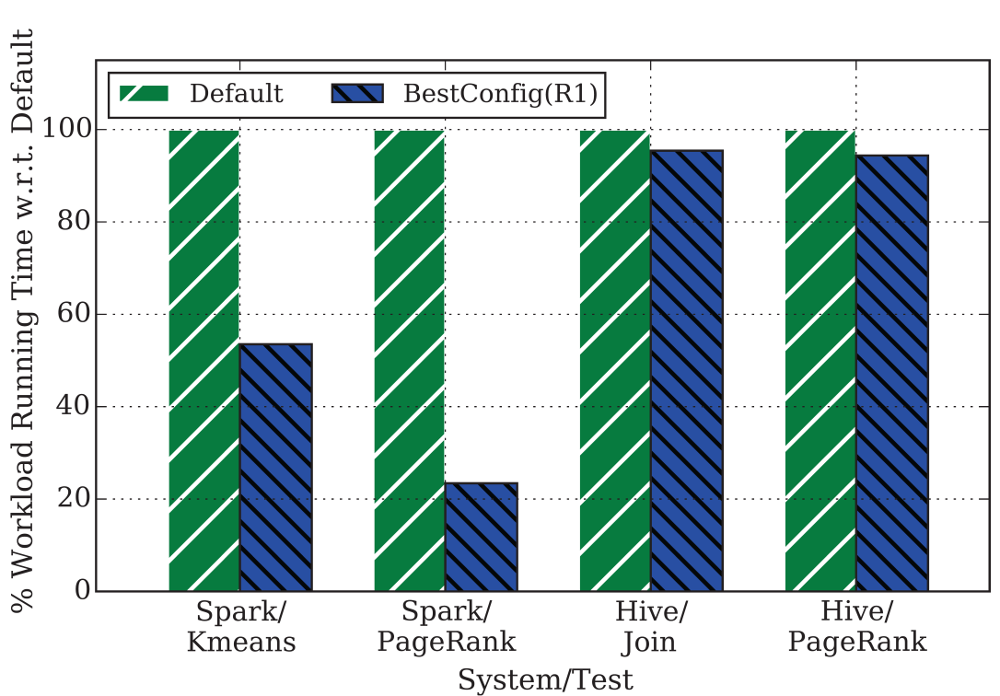 % Workload Running Time w.r.t. Default
Default BestConfig(R1)
100
80
60
40
20
0
Spark/ Spark/ Hive/ Hive/
Kmeans PageRank Join PageRank
System/Test